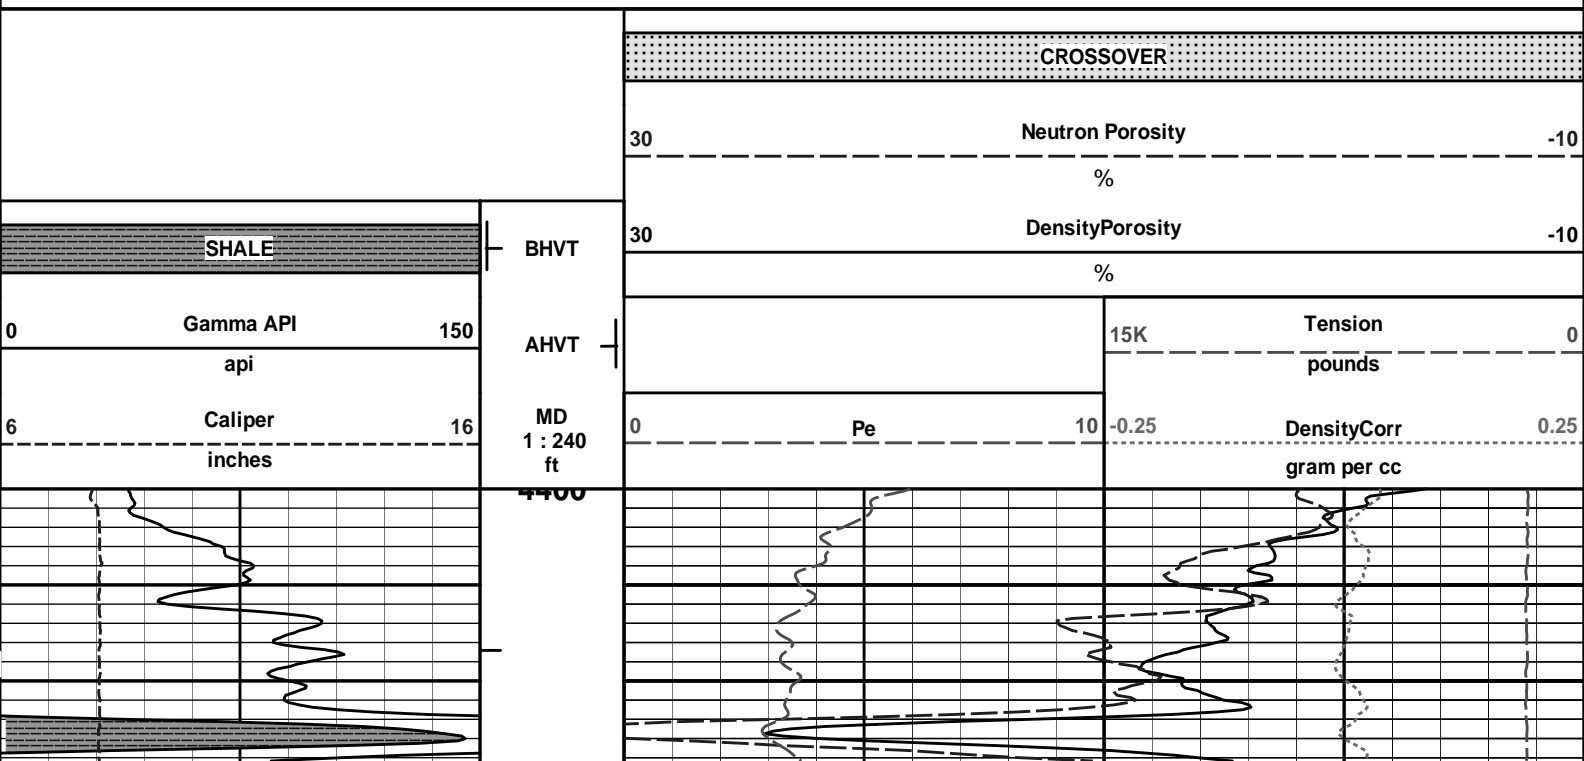 CROSSOVER
Neutron Porosity
30 -10
%
DensityPorosity
30 -10
%
SHALE
BHVT
Gamma API
0 150
api
AHVT
Tension
15K 0
pounds
Caliper
6 16
inches
MD
1 : 240
ft
Pe
0 10
DensityCorr
-0.25 0.25
gram per cc
4400